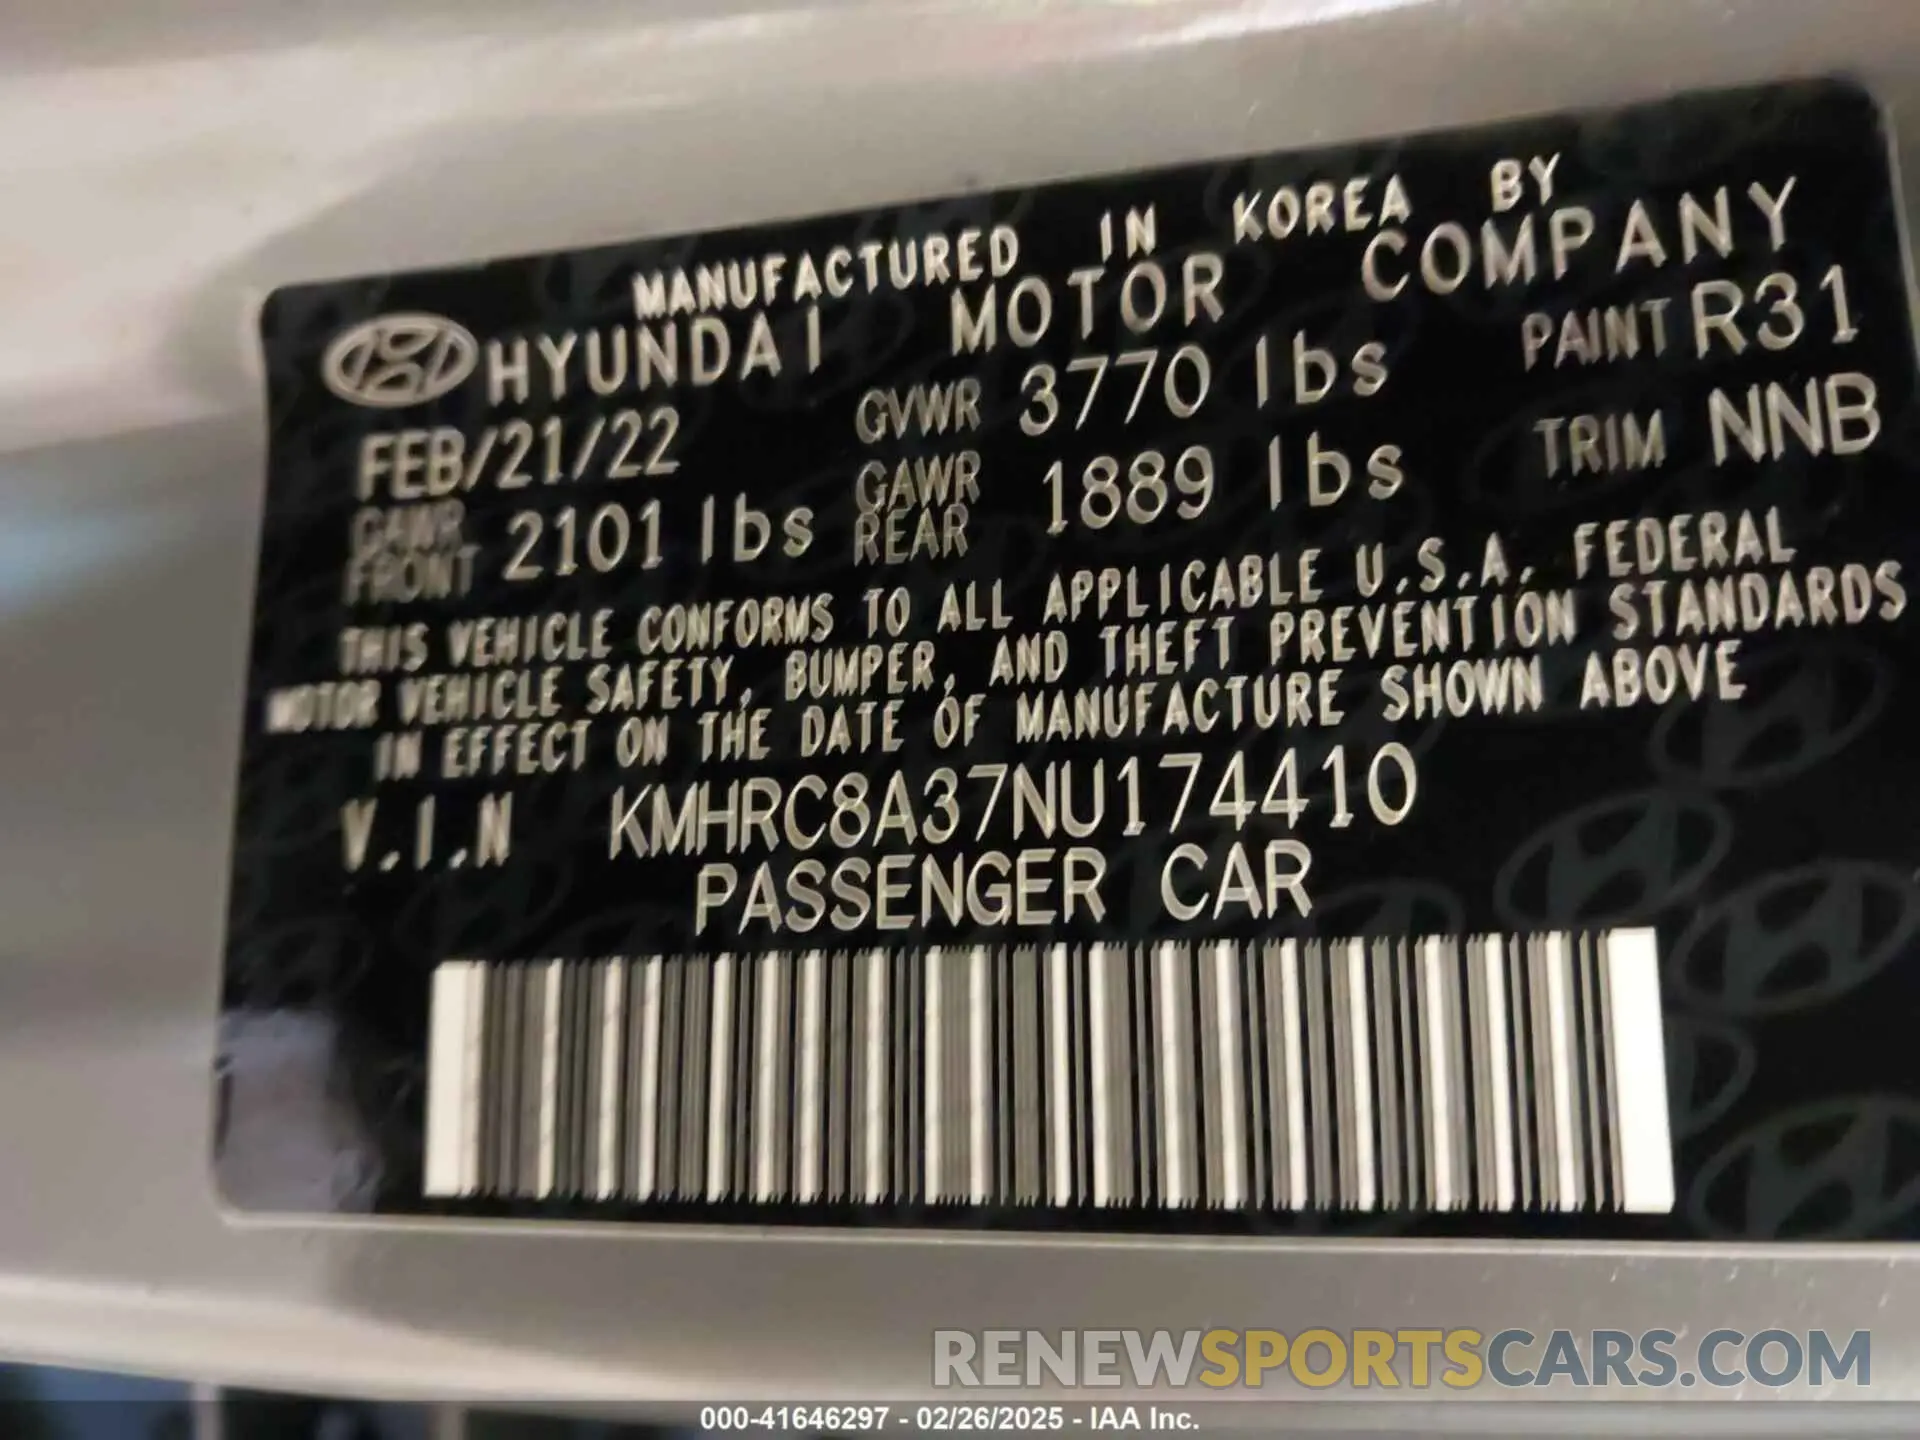 MANUFACTURED IN KOREA BY
HYUNDAI MOTOR COMPANY
FEB/21/22 GVWR 3770 lbs PAINT R31
GAWR FRONT 2101 lbs GAWR REAR 1889 lbs TRIM NNB
THIS VEHICLE CONFORMS TO ALL APPLICABLE U.S.A. FEDERAL
MOTOR VEHICLE SAFETY, BUMPER, AND THEFT PREVENTION STANDARDS
IN EFFECT ON THE DATE OF MANUFACTURE SHOWN ABOVE
V.I.N KMHRC8A37NU174410
PASSENGER CAR
RENEWSPORTSCARS.COM
000-41646297 - 02/26/2025 - IAA Inc.